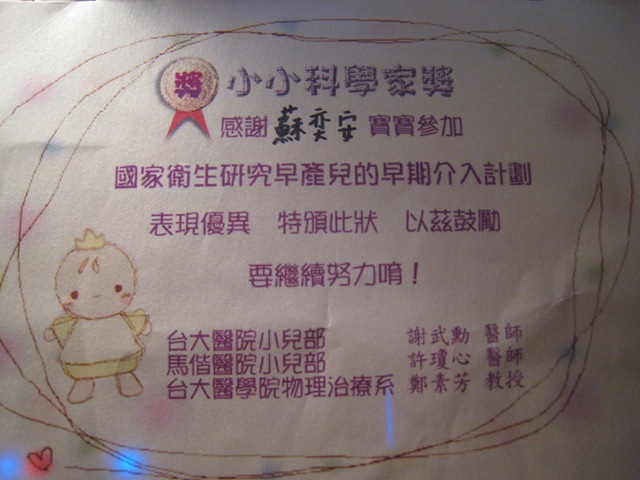 獎 小小科學家獎
感謝 蘇奕安 寶寶參加
國家衛生研究早產兒的早期介入計劃
表現優異 特頒此狀 以茲鼓勵
要繼續努力唷！
台大醫院小兒部 謝武勳 醫師
馬偕醫院小兒部 許瓊心 醫師
台大醫學院物理治療系 鄭素芳 教授